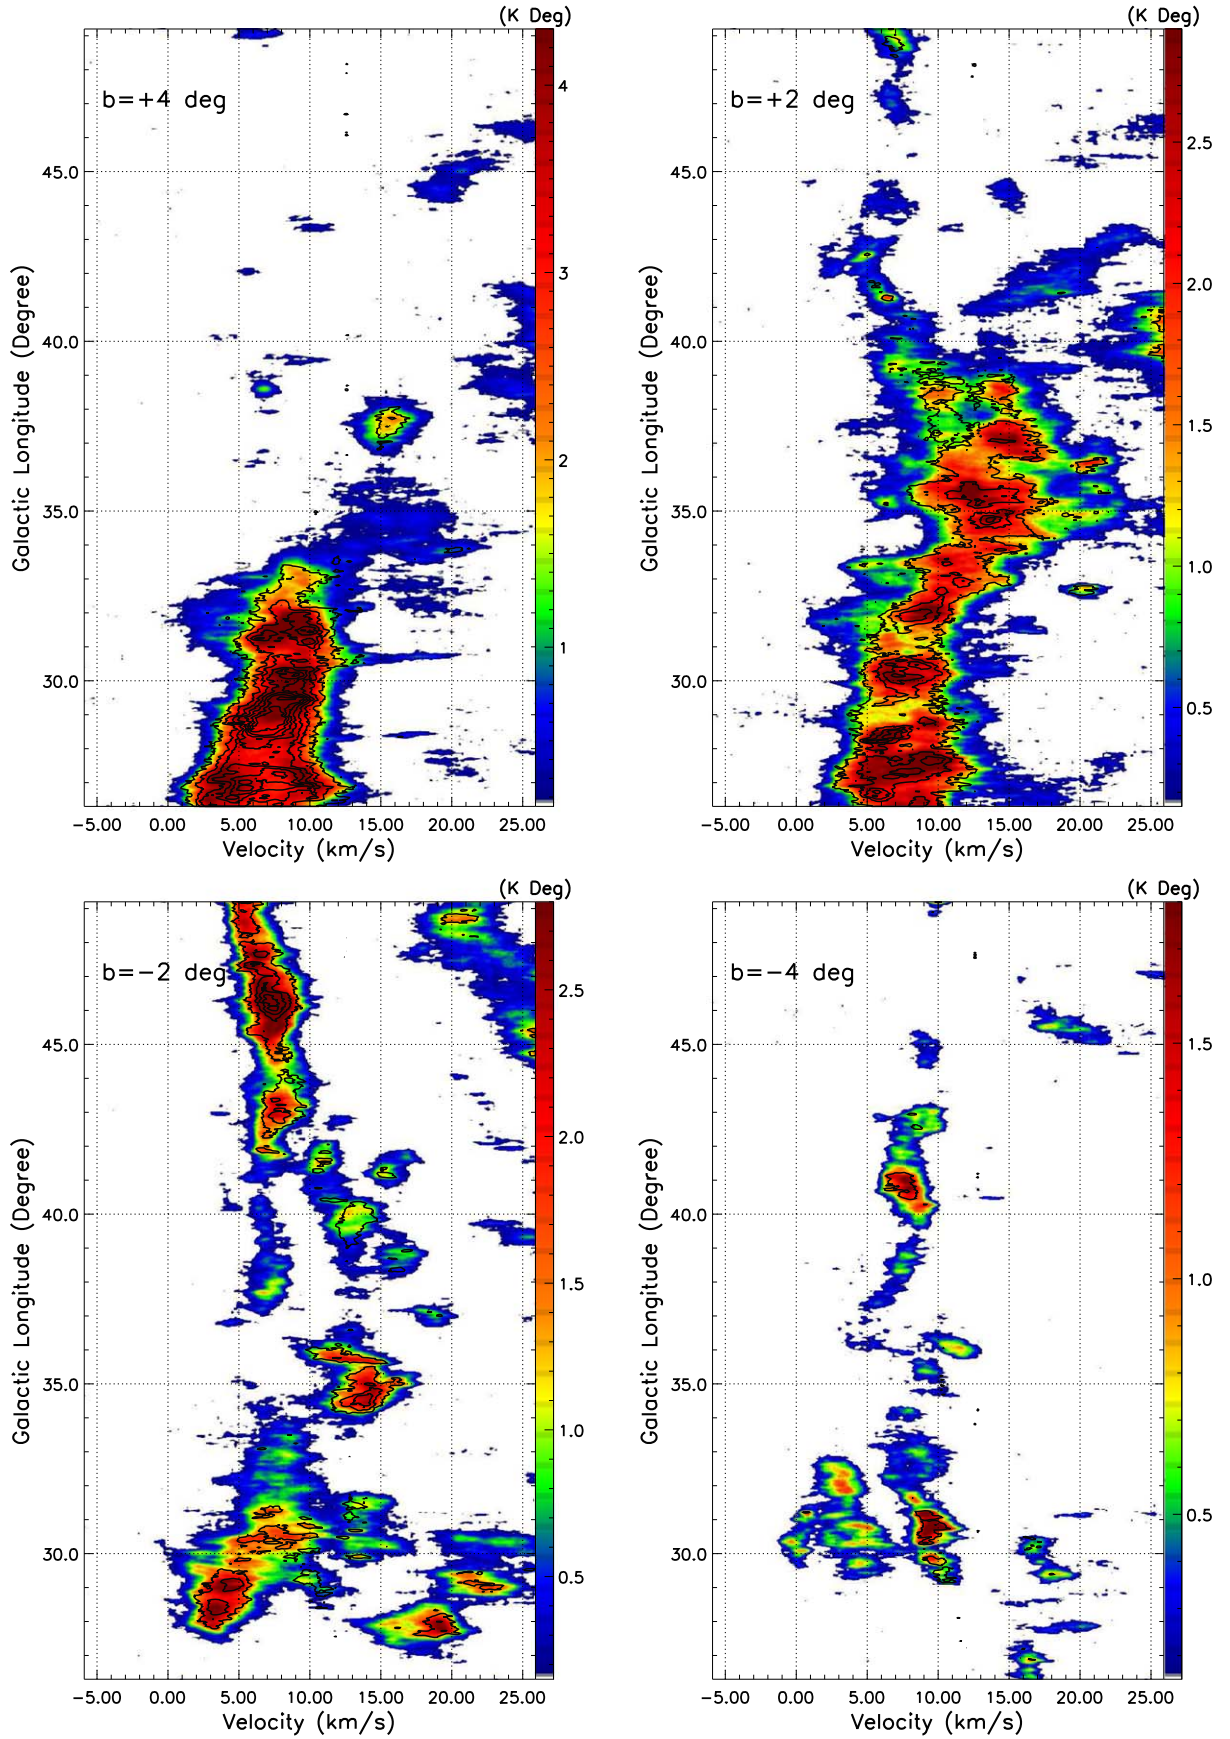 (K Deg)
b=+4 deg
4
3
2
1
45.0
40.0
35.0
30.0
Galactic Longitude (Degree)
−5.00 0.00 5.00 10.00 15.00 20.00 25.00
Velocity (km/s)
(K Deg)
b=+2 deg
2.5
2.0
1.5
1.0
0.5
45.0
40.0
35.0
30.0
Galactic Longitude (Degree)
−5.00 0.00 5.00 10.00 15.00 20.00 25.00
Velocity (km/s)
(K Deg)
b=−2 deg
2.5
2.0
1.5
1.0
0.5
45.0
40.0
35.0
30.0
Galactic Longitude (Degree)
−5.00 0.00 5.00 10.00 15.00 20.00 25.00
Velocity (km/s)
(K Deg)
b=−4 deg
1.5
1.0
0.5
45.0
40.0
35.0
30.0
Galactic Longitude (Degree)
−5.00 0.00 5.00 10.00 15.00 20.00 25.00
Velocity (km/s)